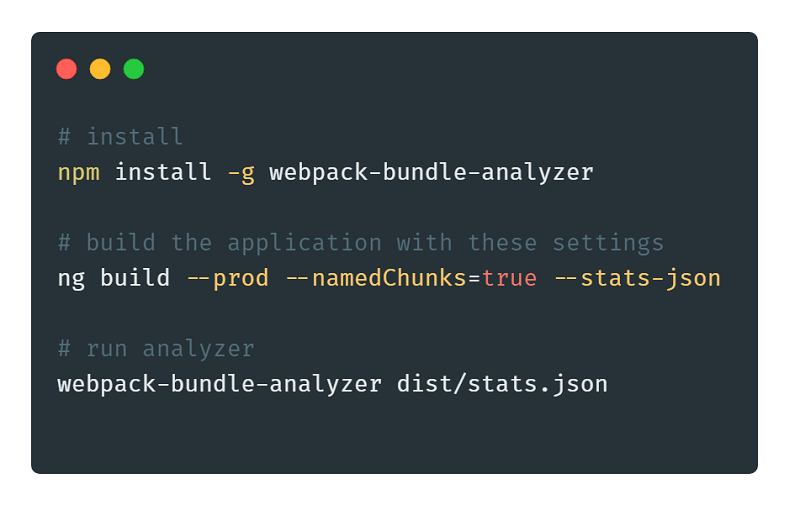 # install
npm install -g webpack-bundle-analyzer
# build the application with these settings
ng build --prod --namedChunks=true --stats-json
# run analyzer
webpack-bundle-analyzer dist/stats.json